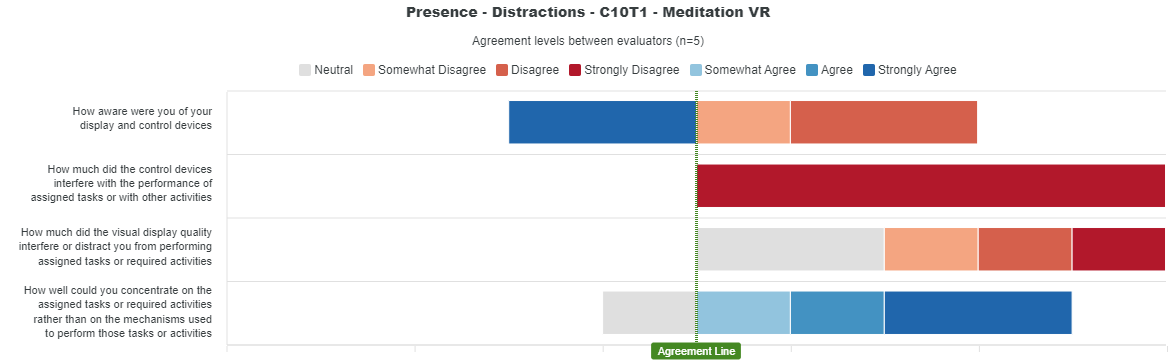 Presence - Distractions - C10T1 - Meditation VR
Agreement levels between evaluators (n=5)
Neutral Somewhat Disagree Disagree Strongly Disagree Somewhat Agree Agree Strongly Agree
How aware were you of your
display and control devices
How much did the control devices
interfere with the performance of
assigned tasks or with other activities
How much did the visual display quality
interfere or distract you from performing
assigned tasks or required activities
How well could you concentrate on the
assigned tasks or required activities
rather than on the mechanisms used
to perform those tasks or activities
Agreement Line